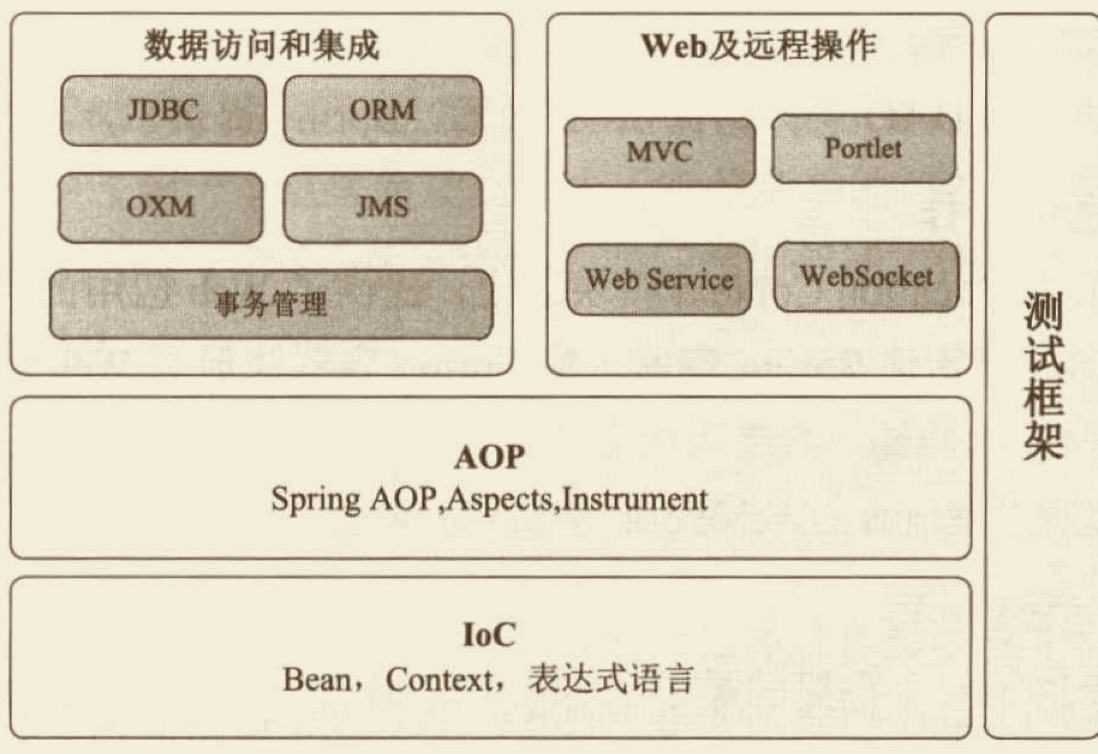 数据访问和集成
JDBC
ORM
OXM
JMS
事务管理
Web及远程操作
MVC
Portlet
Web Service
WebSocket
测试框架
AOP
Spring AOP,Aspects,Instrument
IoC
Bean，Context，表达式语言